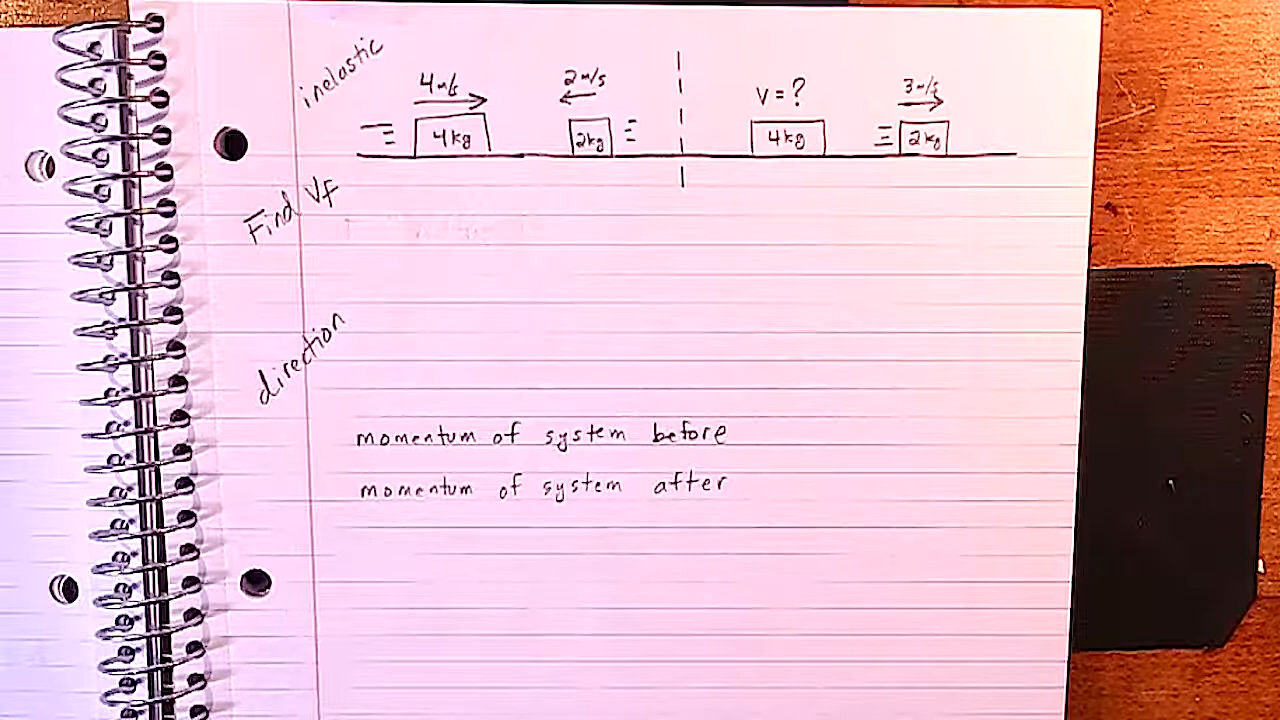 inelastic
4 m/s 2 m/s v = ? 3 m/s
4 kg 2 kg 4 kg 2 kg
Find Vf
direction
momentum of system before
momentum of system after